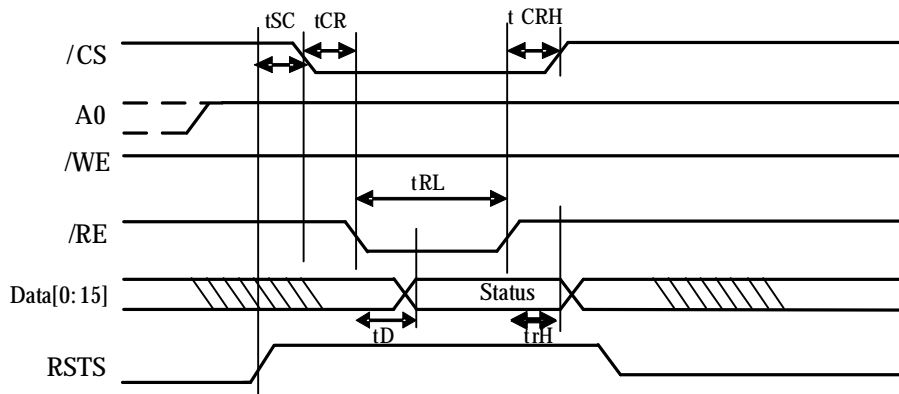 tSC tCR t CRH
/CS
A0
/WE
tRL
/RE
Data[0:15] Status
tD trH
RSTS